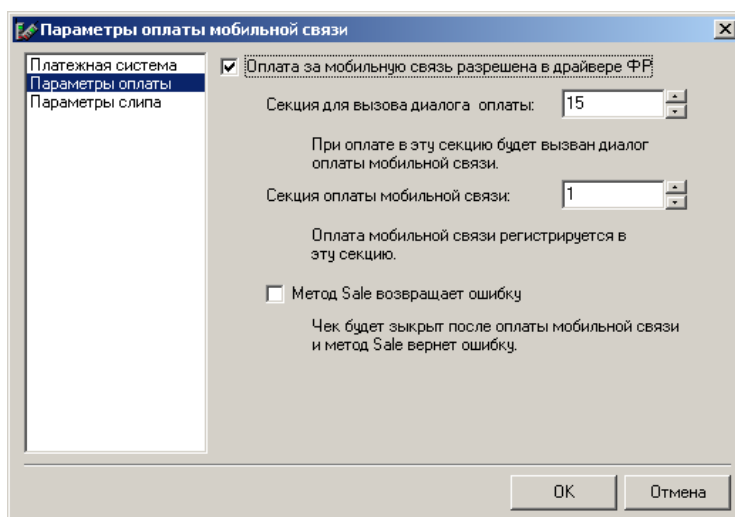 Параметры оплаты мобильной связи
Платежная система
Параметры оплаты
Параметры слипа
Оплата за мобильную связь разрешена в драйвере ФР
Секция для вызова диалога оплаты: 15
При оплате в эту секцию будет вызван диалог
оплаты мобильной связи.
Секция оплаты мобильной связи: 1
Оплата мобильной связи регистрируется в
эту секцию.
Метод Sale возвращает ошибку
Чек будет зыкрыт после оплаты мобильной связи
и метод Sale вернет ошибку.
OK Отмена